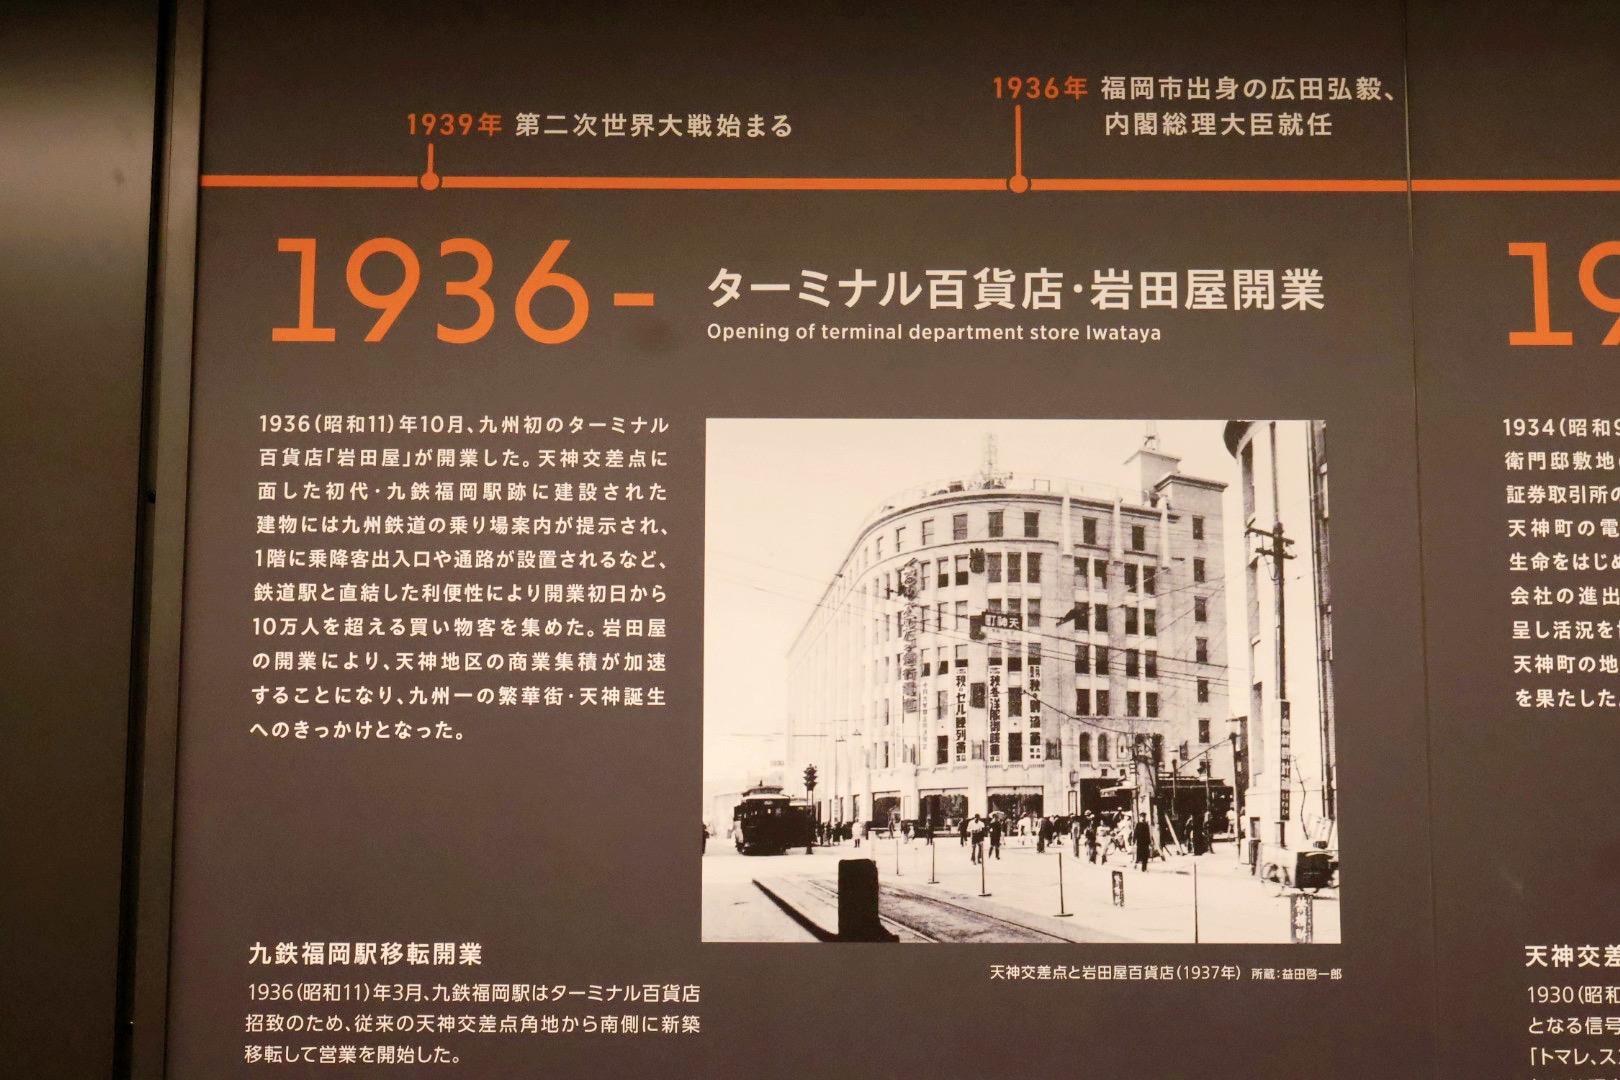 1939年 第二次世界大戦始まる
1936年 福岡市出身の広田弘毅、
内閣総理大臣就任
1936-
ターミナル百貨店・岩田屋開業
Opening of terminal department store Iwataya
1936(昭和11)年10月、九州初のターミナル
百貨店「岩田屋」が開業した。天神交差点に
面した初代・九鉄福岡駅跡に建設された
建物には九州鉄道の乗り場案内が提示され、
1階に乗降客出入口や通路が設置されるなど、
鉄道駅と直結した利便性により開業初日から
10万人を超える買い物客を集めた。岩田屋
の開業により、天神地区の商業集積が加速
することになり、九州一の繁華街・天神誕生
へのきっかけとなった。
町神天
天神交差点と岩田屋百貨店(1937年) 所蔵:益田啓一郎
九鉄福岡駅移転開業
1936(昭和11)年3月、九鉄福岡駅はターミナル百貨店
招致のため、従来の天神交差点角地から南側に新築
移転して営業を開始した。
19
1934(昭和9
衛門邸敷地
証券取引所の
天神町の電
生命をはじめ
会社の進出
呈し活況を
天神町の地
を果たした。
天神交差
1930(昭和
となる信号
「トマレ、ス